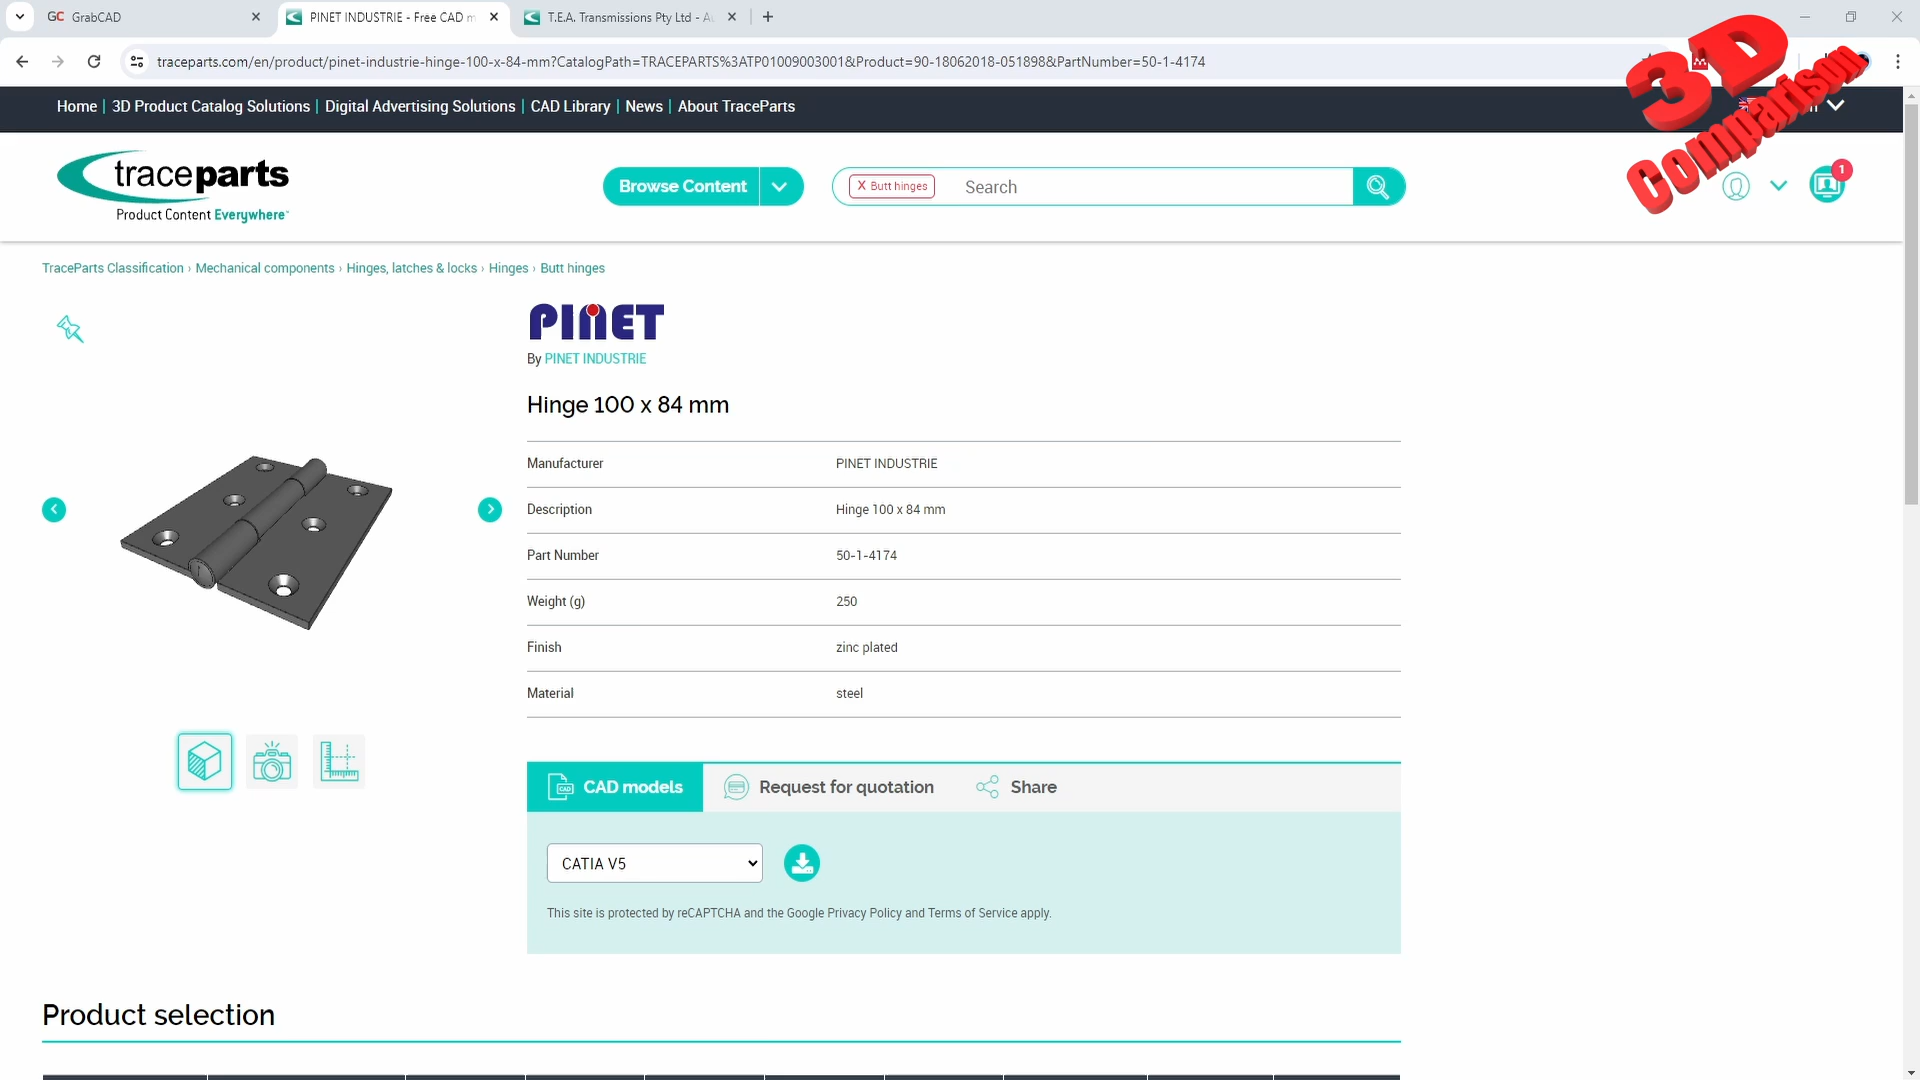 GrabCAD
PINET INDUSTRIE - Free CAD m
T.E.A. Transmissions Pty Ltd - A
traceparts.com/en/product/pinet-industrie-hinge-100-x-84-mm?CatalogPath=TRACEPARTS%3ATP01009003001&Product=90-18062018-051898&PartNumber=50-1-4174
3D
Comparison
Home | 3D Product Catalog Solutions | Digital Advertising Solutions | CAD Library | News | About TraceParts
traceparts
Product Content Everywhere
Browse Content
X Butt hinges
Search
1
TraceParts Classification › Mechanical components › Hinges, latches & locks › Hinges › Butt hinges
PINET
By PINET INDUSTRIE
Hinge 100 x 84 mm
Manufacturer PINET INDUSTRIE
Description Hinge 100 x 84 mm
Part Number 50-1-4174
Weight (g) 250
Finish zinc plated
Material steel
CAD models
Request for quotation
Share
CATIA V5
This site is protected by reCAPTCHA and the Google Privacy Policy and Terms of Service apply.
Product selection